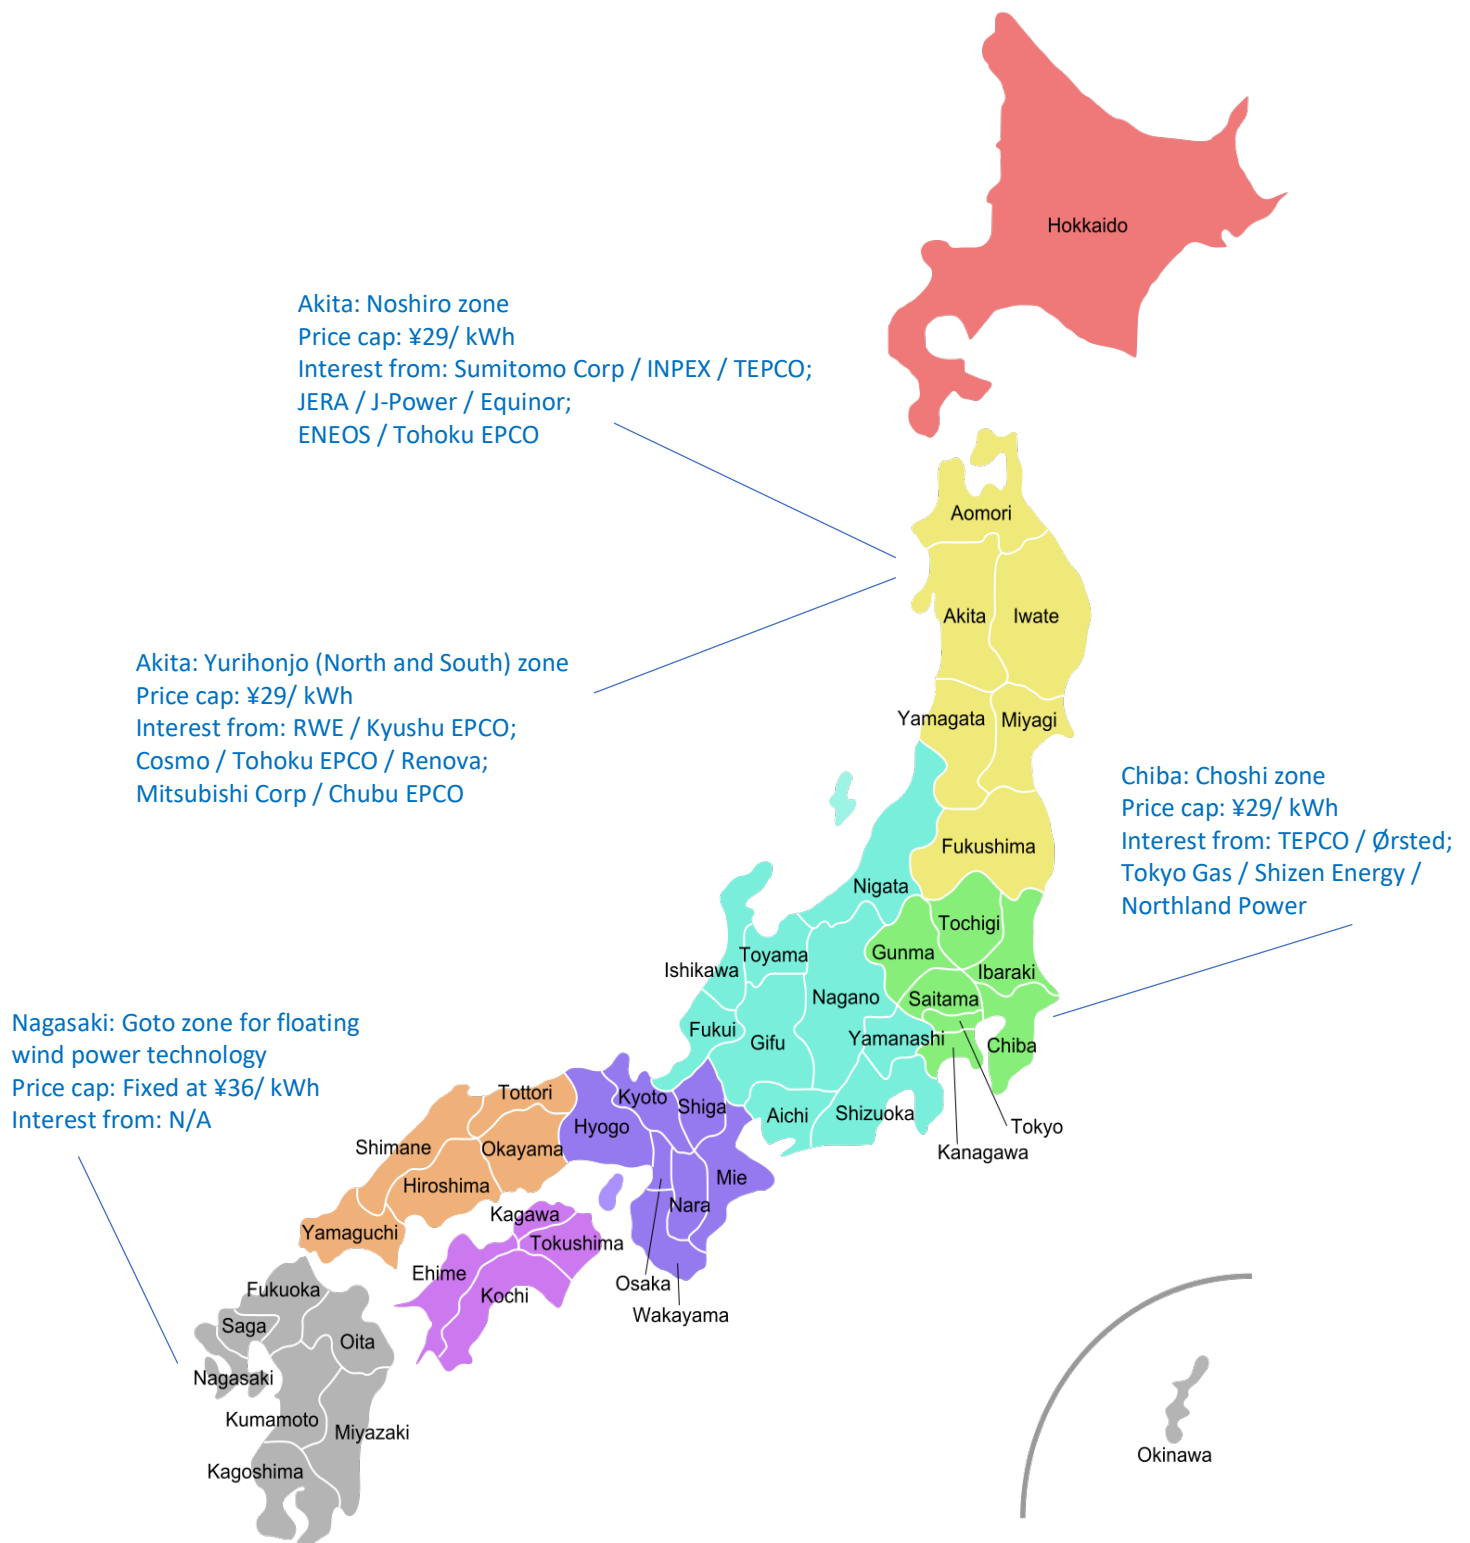 Hokkaido
Akita: Noshiro zone
Price cap: ¥29/ kWh
Interest from: Sumitomo Corp / INPEX / TEPCO;
JERA / J-Power / Equinor;
ENEOS / Tohoku EPCO
Aomori
Akita
Iwate
Akita: Yurihonjo (North and South) zone
Price cap: ¥29/ kWh
Interest from: RWE / Kyushu EPCO;
Cosmo / Tohoku EPCO / Renova;
Mitsubishi Corp / Chubu EPCO
Yamagata
Miyagi
Chiba: Choshi zone
Price cap: ¥29/ kWh
Interest from: TEPCO / Ørsted;
Tokyo Gas / Shizen Energy /
Northland Power
Fukushima
Nigata
Tochigi
Gunma
Toyama
Ishikawa
Ibaraki
Nagano
Saitama
Fukui
Gifu
Yamanashi
Chiba
Nagasaki: Goto zone for floating
wind power technology
Price cap: Fixed at ¥36/ kWh
Interest from: N/A
Tottori
Kyoto
Shiga
Aichi
Shizuoka
Hyogo
Tokyo
Kanagawa
Shimane
Okayama
Hiroshima
Mie
Nara
Kagawa
Yamaguchi
Tokushima
Ehime
Osaka
Kochi
Wakayama
Fukuoka
Saga
Oita
Nagasaki
Kumamoto
Miyazaki
Kagoshima
Okinawa